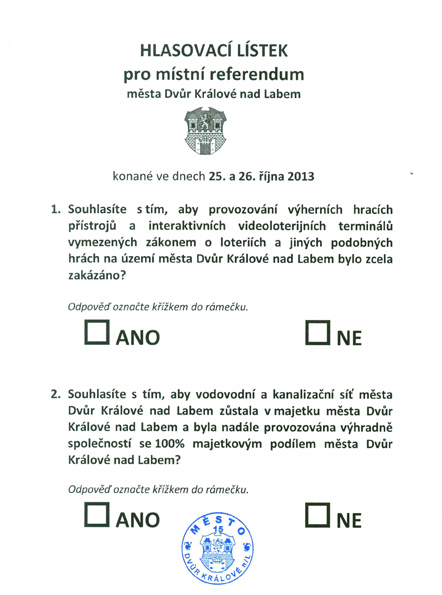 HLASOVACÍ LÍSTEK
pro místní referendum
města Dvůr Králové nad Labem
konané ve dnech 25. a 26. října 2013
1. Souhlasíte s tím, aby provozování výherních hracích
přístrojů a interaktivních videoloterijních terminálů
vymezených zákonem o loteriích a jiných podobných
hrách na území města Dvůr Králové nad Labem bylo zcela
zakázáno?
Odpověď označte křížkem do rámečku.
ANO NE
2. Souhlasíte s tím, aby vodovodní a kanalizační síť města
Dvůr Králové nad Labem zůstala v majetku města Dvůr
Králové nad Labem a byla nadále provozována výhradně
společností se 100% majetkovým podílem města Dvůr
Králové nad Labem?
Odpověď označte křížkem do rámečku.
ANO NE
MĚSTO
15
DVŮR KRÁLOVÉ n/L